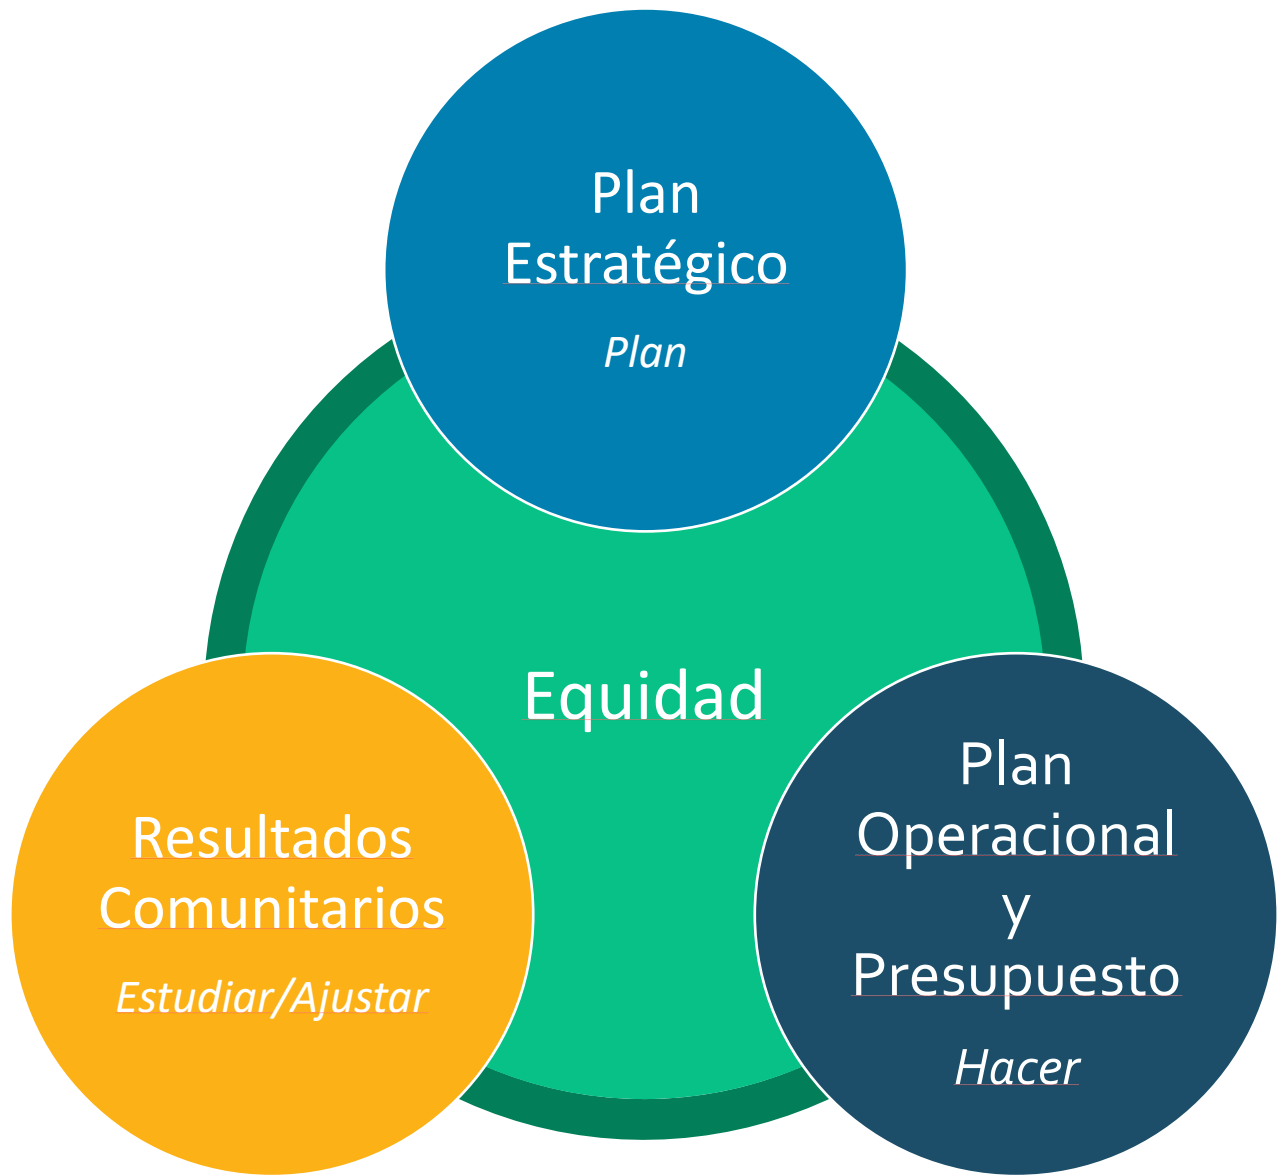 Plan
Estratégico
Plan
Equidad
Resultados
Comunitarios
Estudiar/Ajustar
Plan
Operacional
y
Presupuesto
Hacer